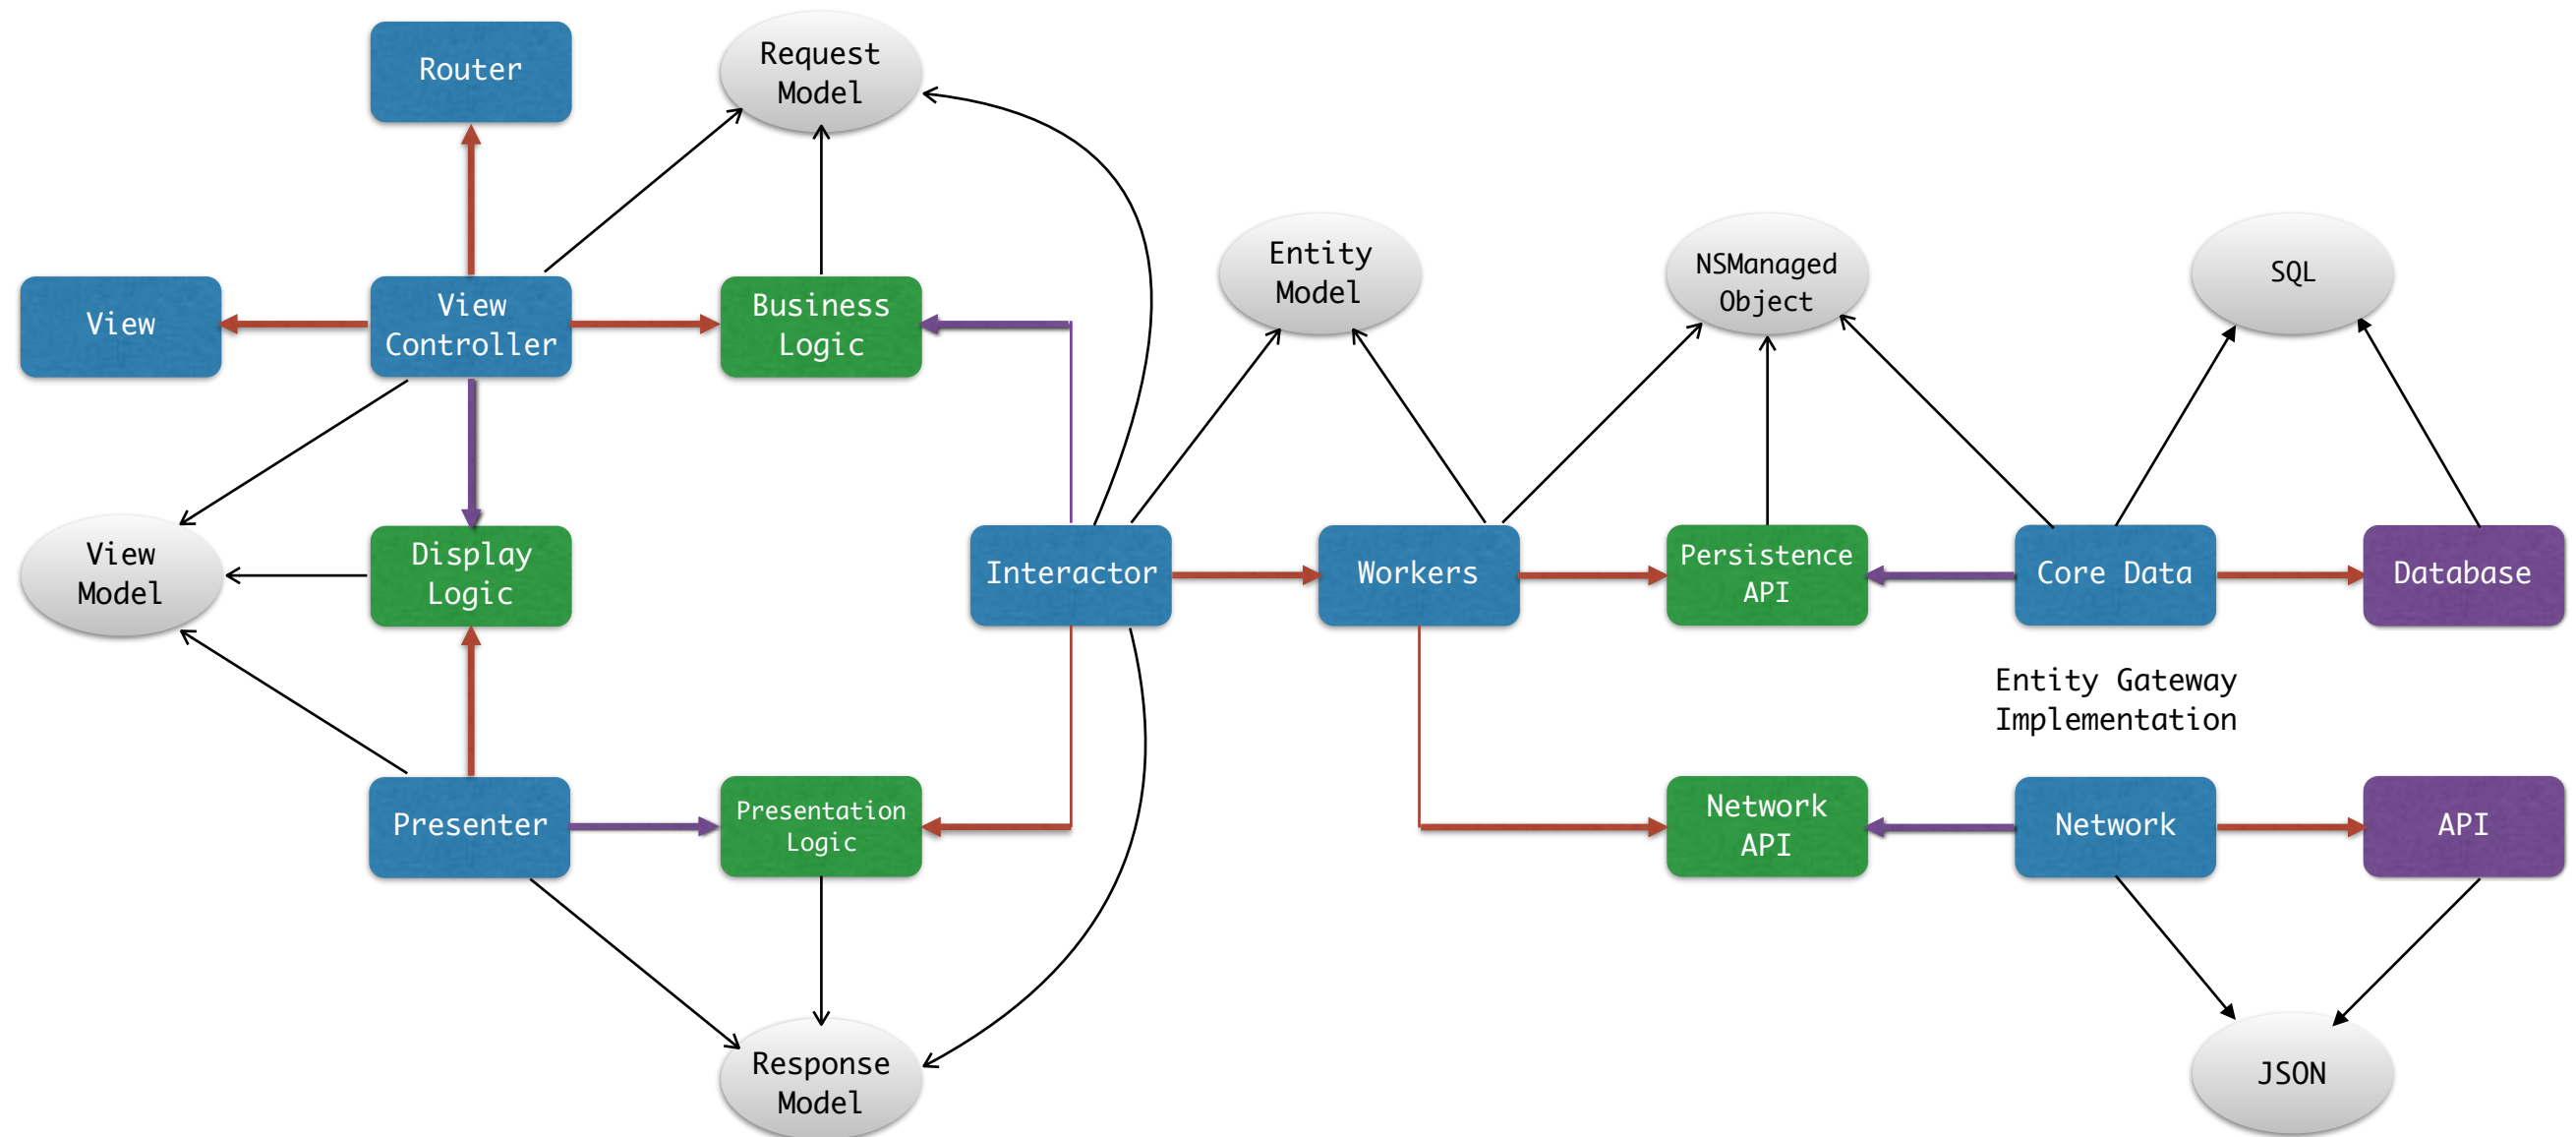 Router
Request
Model
View
View
Controller
Business
Logic
Entity
Model
NSManaged
Object
SQL
View
Model
Display
Logic
Interactor
Workers
Persistence
API
Core Data
Database
Entity Gateway
Implementation
Presenter
Presentation
Logic
Network
API
Network
API
Response
Model
JSON